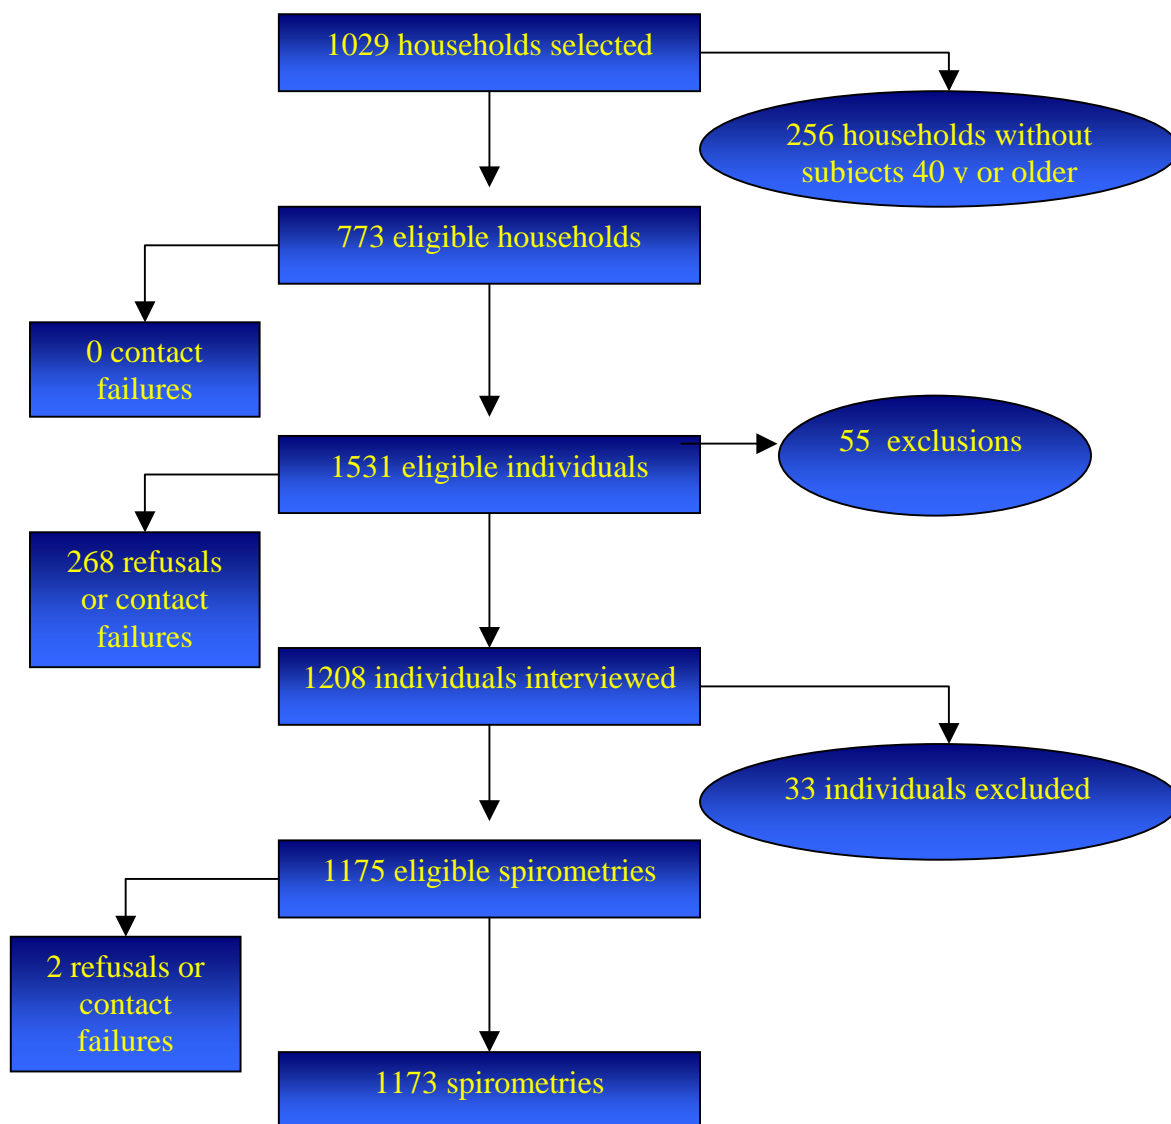 1029 households selected
256 households without
subjects 40 y or older
773 eligible households
0 contact
failures
1531 eligible individuals
55 exclusions
268 refusals
or contact
failures
1208 individuals interviewed
33 individuals excluded
1175 eligible spirometries
2 refusals or
contact
failures
1173 spirometries